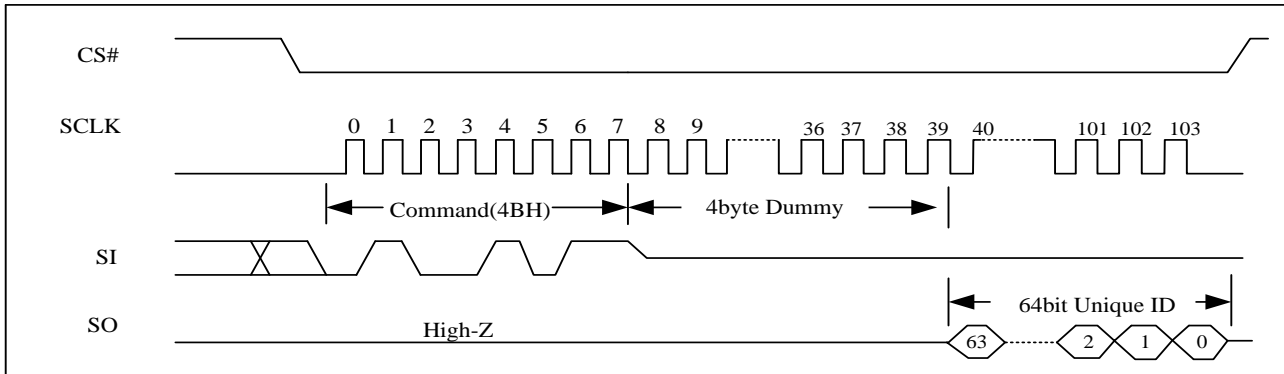 CS#
SCLK
0 1 2 3 4 5 6 7 8 9 36 37 38 39 40 101 102 103
Command(4BH) 4byte Dummy
SI
64bit Unique ID
SO High-Z
63 2 1 0